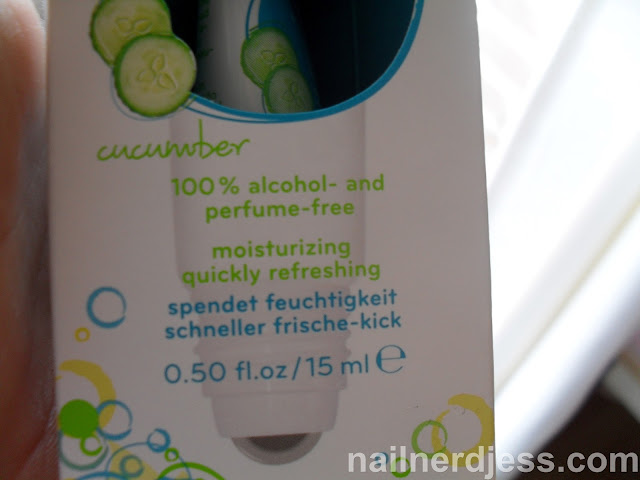 cucumber
100% alcohol- and
perfume-free
moisturizing
quickly refreshing
spendet feuchtigkeit
schneller frische-kick
0.50 fl.oz/15 ml ℮
nailnerdjess.com